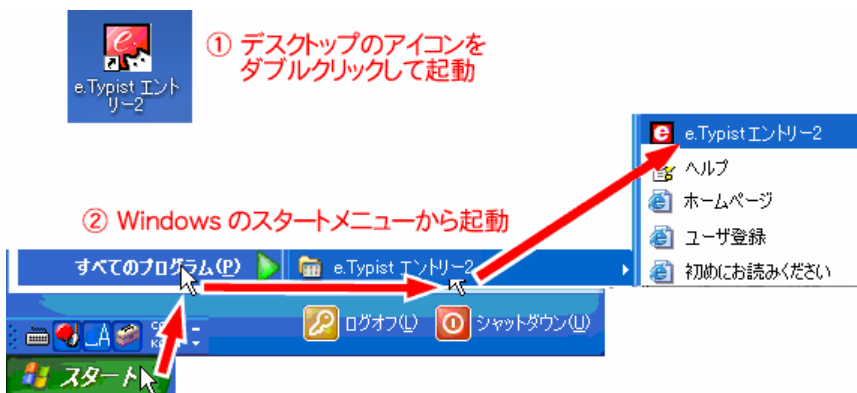 ① デスクトップのアイコンを
ダブルクリックして起動
e.Typist エント
リー2
e.Typist エントリー2
ヘルプ
ホームページ
ユーザ登録
初めにお読みください
② Windows のスタートメニューから起動
すべてのプログラム(P)
e.Typist エントリー2
ログオフ(L)
シャットダウン(U)
スタート